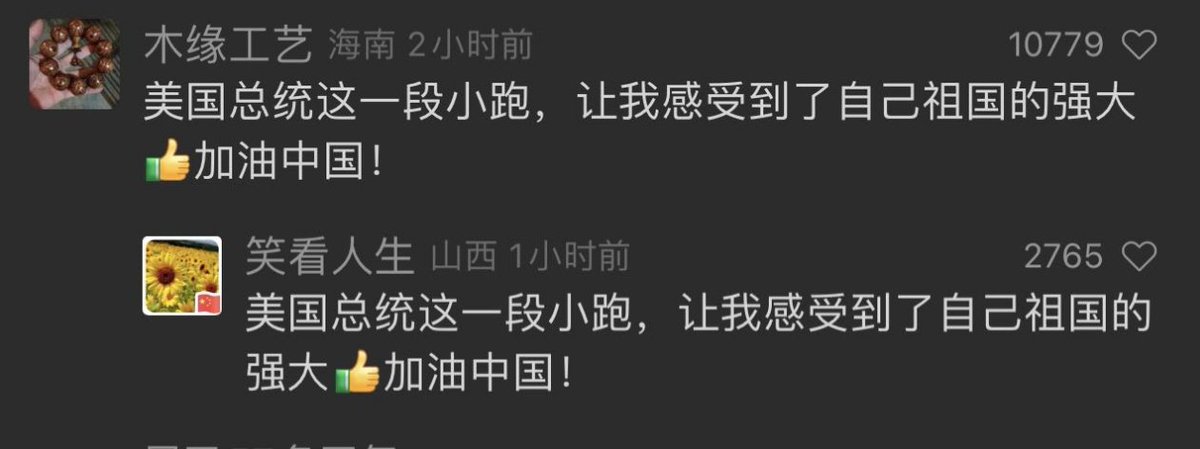 木缘工艺 海南 2小时前 10779
美国总统这一段小跑，让我感受到了自己祖国的强大
👍加油中国！
笑看人生 山西 1小时前 2765
美国总统这一段小跑，让我感受到了自己祖国的
强大👍加油中国！